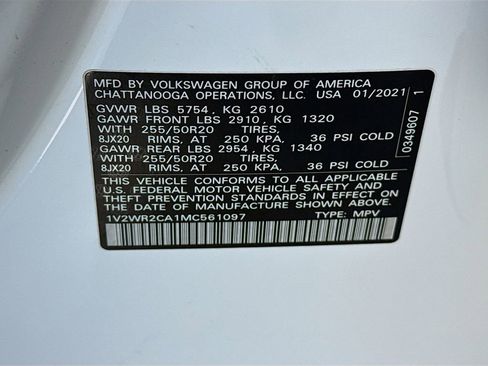 MFD BY VOLKSWAGEN GROUP OF AMERICA
CHATTANOOGA OPERATIONS, LLC. USA 01/2021
GVWR LBS 5754, KG 2610
GAWR FRONT LBS 2910, KG 1320
WITH 255/50R20 TIRES,
8JX20 RIMS, AT 250 KPA, 36 PSI COLD
GAWR REAR LBS 2954, KG 1340
WITH 255/50R20 TIRES,
8JX20 RIMS, AT 250 KPA, 36 PSI COLD
THIS VEHICLE CONFORMS TO ALL APPLICABLE
U.S. FEDERAL MOTOR VEHICLE SAFETY AND
THEFT PREVENTION STANDARDS IN EFFECT ON
THE DATE OF MANUFACTURE SHOWN ABOVE.
1V2WR2CA1MC561097 TYPE: MPV
0349607 1